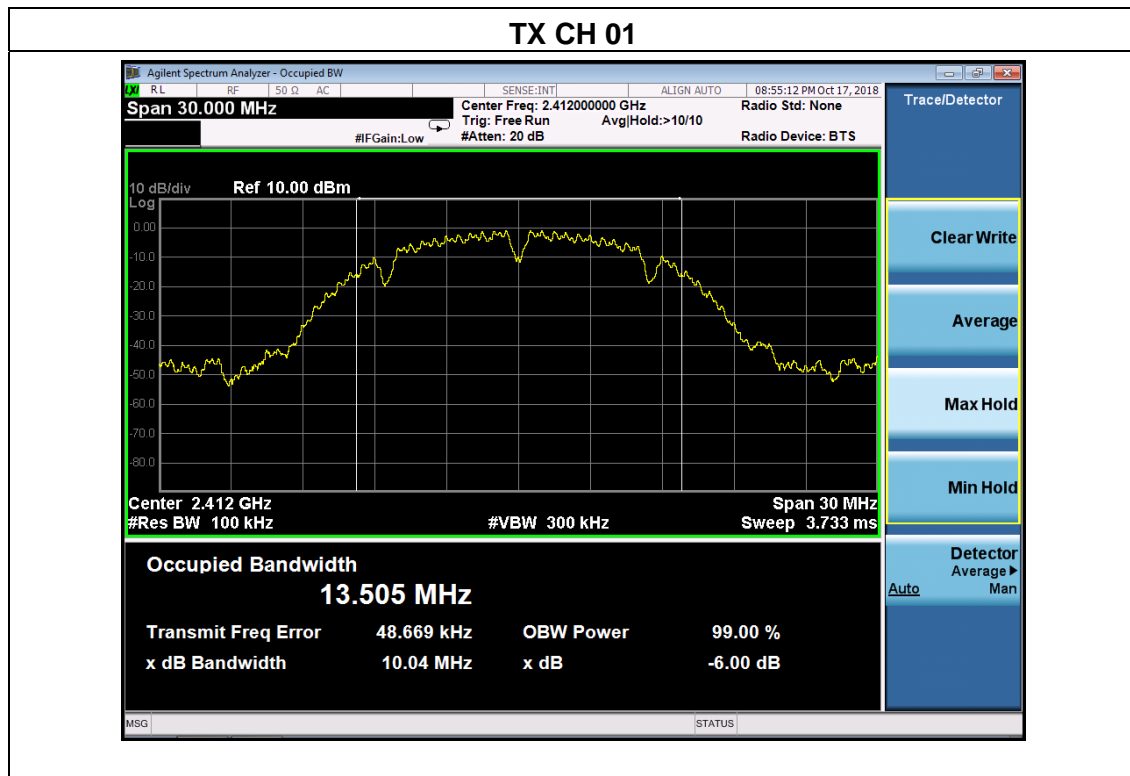 TX CH 01
Agilent Spectrum Analyzer - Occupied BW
LXI RL RF 50 Ω AC SENSE:INT ALIGN AUTO 08:55:12 PM Oct 17, 2018
Span 30.000 MHz
Center Freq: 2.412000000 GHz Radio Std: None
Trig: Free Run Avg|Hold:>10/10
#IFGain:Low #Atten: 20 dB Radio Device: BTS
Trace/Detector
10 dB/div Ref 10.00 dBm
Log
0.00
-10.0
-20.0
-30.0
-40.0
-50.0
-60.0
-70.0
-80.0
Center 2.412 GHz Span 30 MHz
#Res BW 100 kHz #VBW 300 kHz Sweep 3.733 ms
Clear Write
Average
Max Hold
Min Hold
Detector
Average
Auto Man
Occupied Bandwidth
13.505 MHz
Transmit Freq Error 48.669 kHz OBW Power 99.00 %
x dB Bandwidth 10.04 MHz x dB -6.00 dB
MSG STATUS